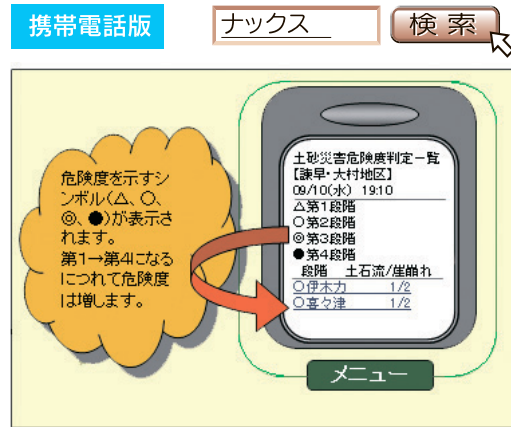 携帯電話版
ナックス
検索
危険度を示すシ
ンボル(△、○、
◎、●)が表示さ
れます。
第1→第4になる
につれて危険度
は増します。
土砂災害危険度判定一覧
【諫早・大村地区】
09/10(水) 19:10
△第1段階
○第2段階
◎第3段階
●第4段階
段階 土石流/崖崩れ
○伊木力 1/2
○喜々津 1/2
メニュー